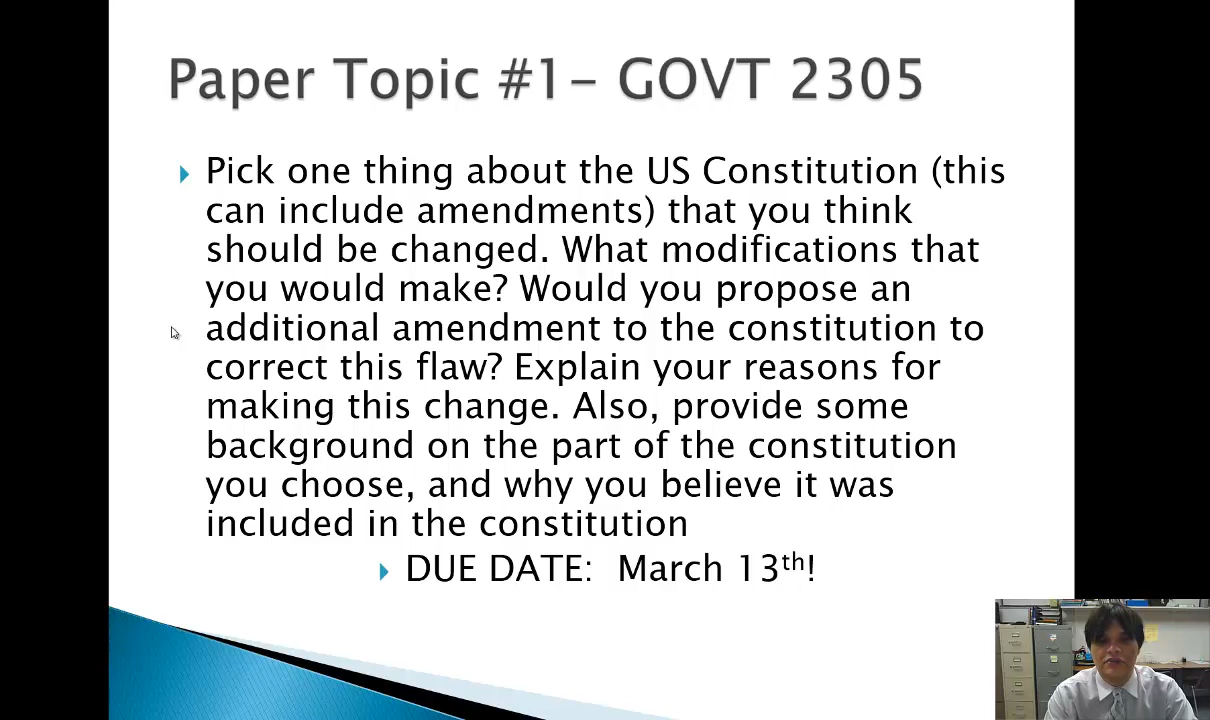 Paper Topic #1– GOVT 2305
Pick one thing about the US Constitution (this
can include amendments) that you think
should be changed. What modifications that
you would make? Would you propose an
additional amendment to the constitution to
correct this flaw? Explain your reasons for
making this change. Also, provide some
background on the part of the constitution
you choose, and why you believe it was
included in the constitution
DUE DATE:  March 13th!